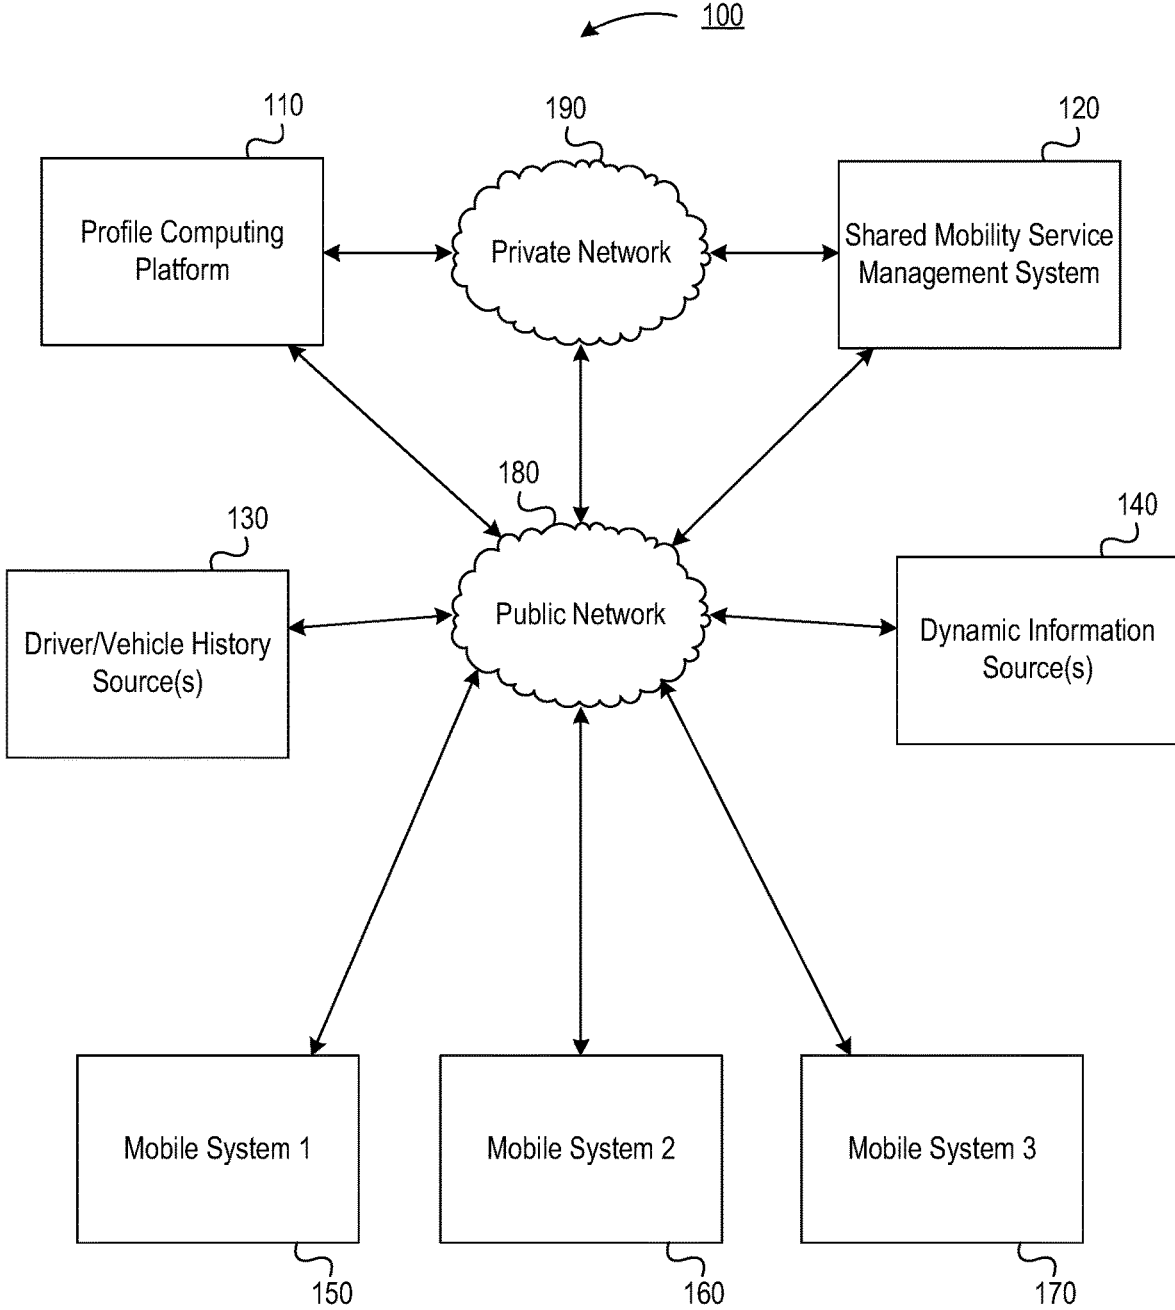 100
110
190
120
Profile Computing
Platform
Private Network
Shared Mobility Service
Management System
180
130
140
Public Network
Driver/Vehicle History
Source(s)
Dynamic Information
Source(s)
Mobile System 1
Mobile System 2
Mobile System 3
150
160
170